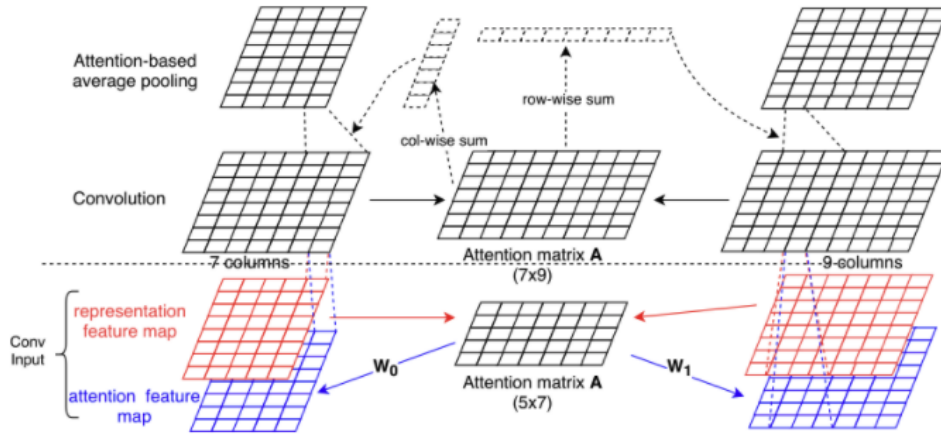 Attention-based
average pooling
col-wise sum
row-wise sum
Convolution
7 columns
Attention matrix A
(7x9)
9 columns
Conv
Input
representation
feature map
attention feature
map
W0
Attention matrix A
(5x7)
W1